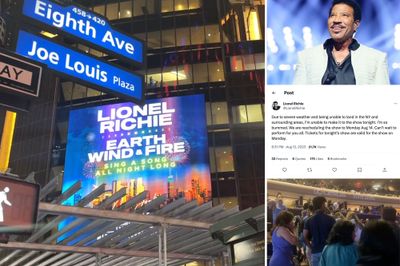 458 420
Eighth Ave
Joe Louis Plaza
LIONEL
RICHIE
EARTH
WIND & FIRE
SING A SONG
ALL NIGHT LONG
Post
Lionel Richie
Due to severe weather and being unable to land in the NY and
surrounding areas, I'm unable to make it to the show tonight. I'm so
bummed. We are rescheduling the show to Monday Aug 14. Can't wait to
perform for you all. Tickets for tonight's show are valid for the show on
Monday.